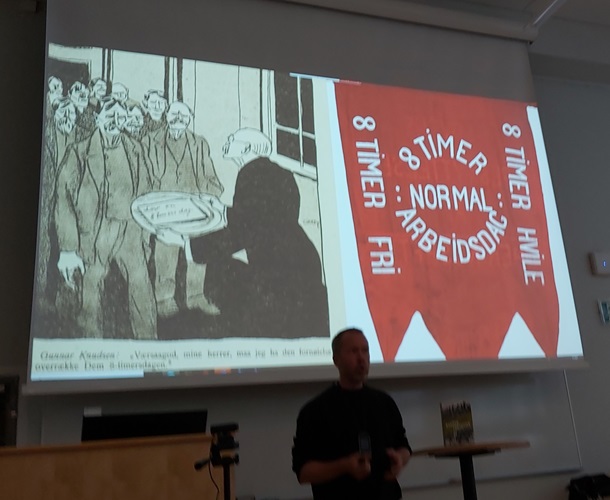 Gunnar Knudsen: „Værsaagod, mine herrer, maa jeg ha den fornøielse
overrække Dem 8-timersdagen."
8 TIMER FRI
8 TIMER
NORMAL
ARBEIDSDAG
8 TIMER HVILE